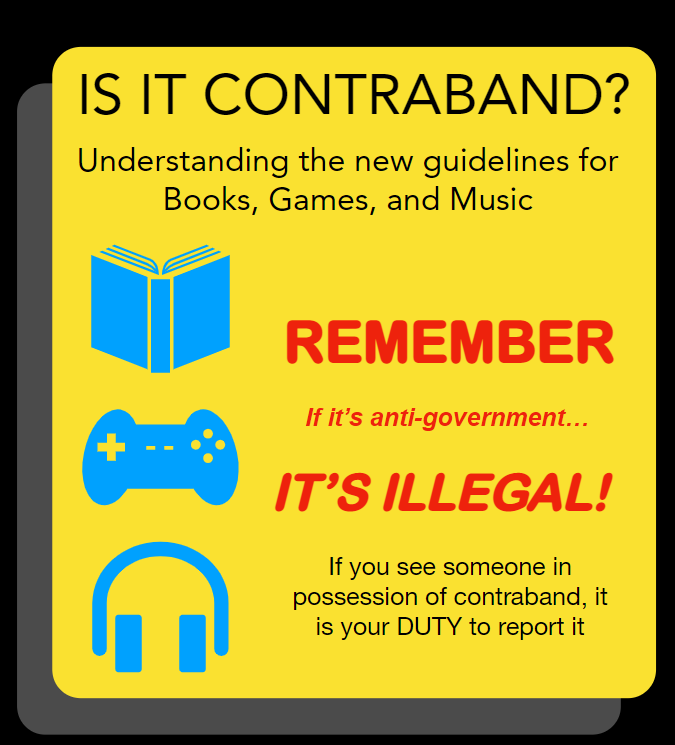 IS IT CONTRABAND?
Understanding the new guidelines for
Books, Games, and Music
REMEMBER
If it’s anti-government…
IT’S ILLEGAL!
If you see someone in
possession of contraband, it
is your DUTY to report it